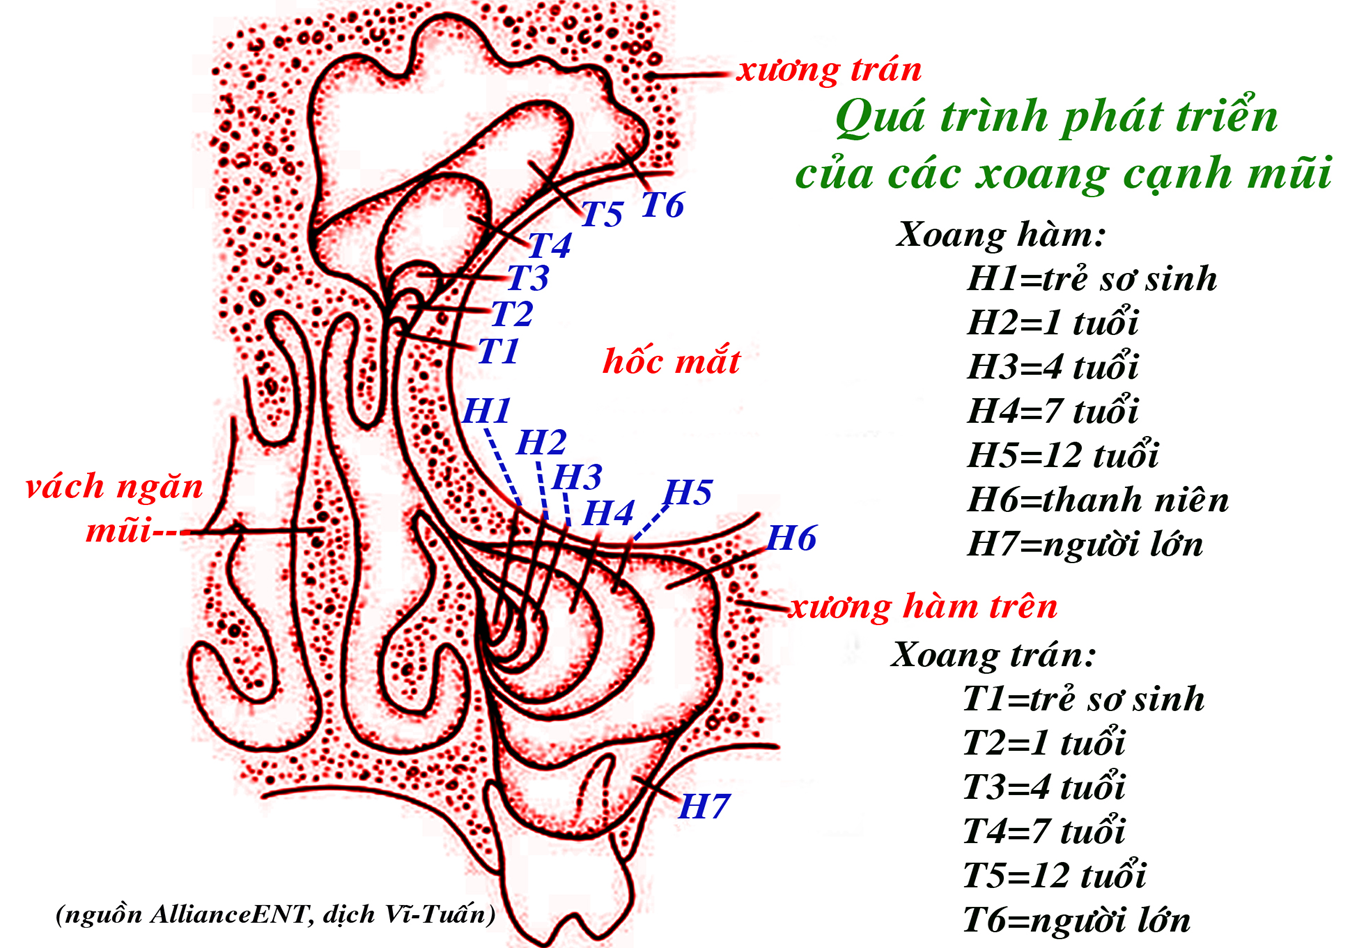 xương trán
Quá trình phát triển
của các xoang cạnh mũi
T5
T6
T4
T3
T2
T1
hốc mắt
H1
H2
H3
H4
H5
H6
vách ngăn
mũi---
xương hàm trên
H7
Xoang hàm:
H1=trẻ sơ sinh
H2=1 tuổi
H3=4 tuổi
H4=7 tuổi
H5=12 tuổi
H6=thanh niên
H7=người lớn
Xoang trán:
T1=trẻ sơ sinh
T2=1 tuổi
T3=4 tuổi
T4=7 tuổi
T5=12 tuổi
T6=người lớn
(nguồn AllianceENT, dịch Vĩ-Tuấn)